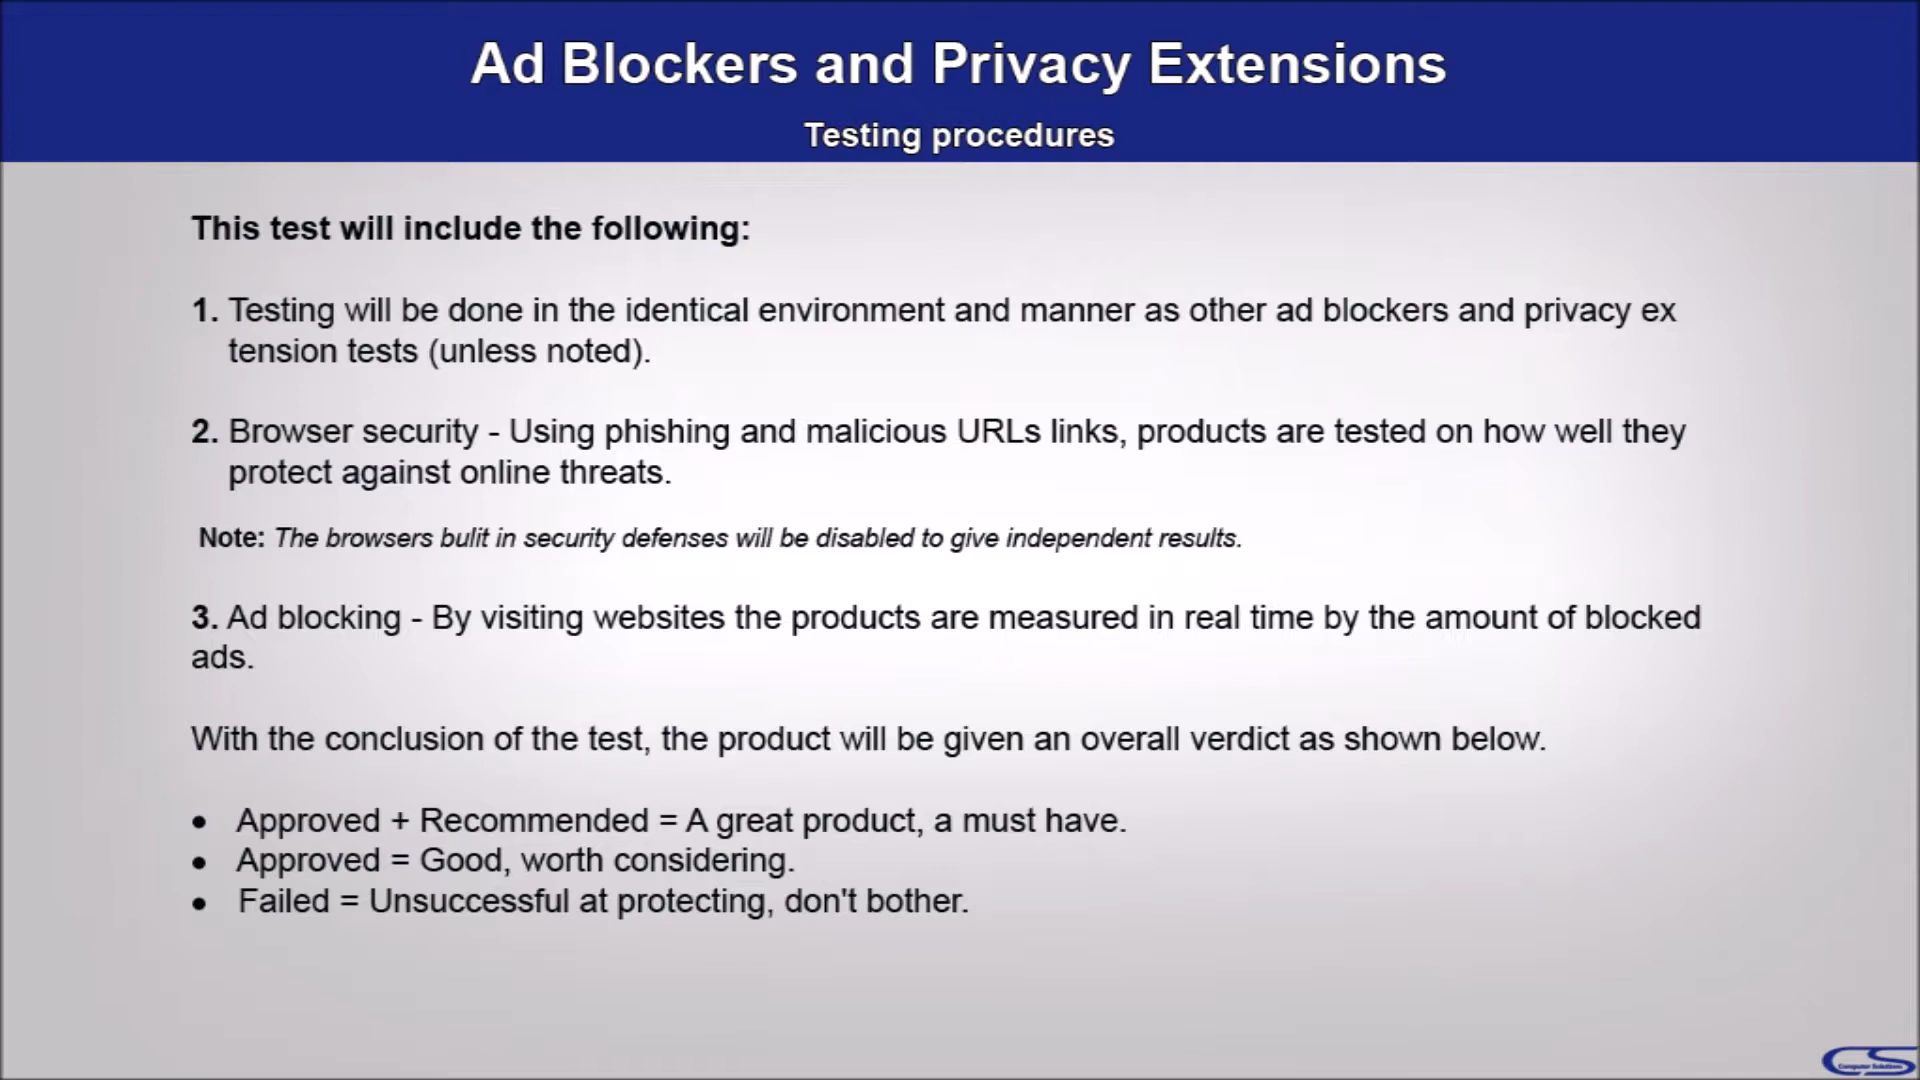 Ad Blockers and Privacy Extensions
Testing procedures
This test will include the following:
1. Testing will be done in the identical environment and manner as other ad blockers and privacy ex
tension tests (unless noted).
2. Browser security - Using phishing and malicious URLs links, products are tested on how well they
protect against online threats.
Note: The browsers bulit in security defenses will be disabled to give independent results.
3. Ad blocking - By visiting websites the products are measured in real time by the amount of blocked
ads.
With the conclusion of the test, the product will be given an overall verdict as shown below.
• Approved + Recommended = A great product, a must have.
• Approved = Good, worth considering.
• Failed = Unsuccessful at protecting, don't bother.
CS
Computer Solutions